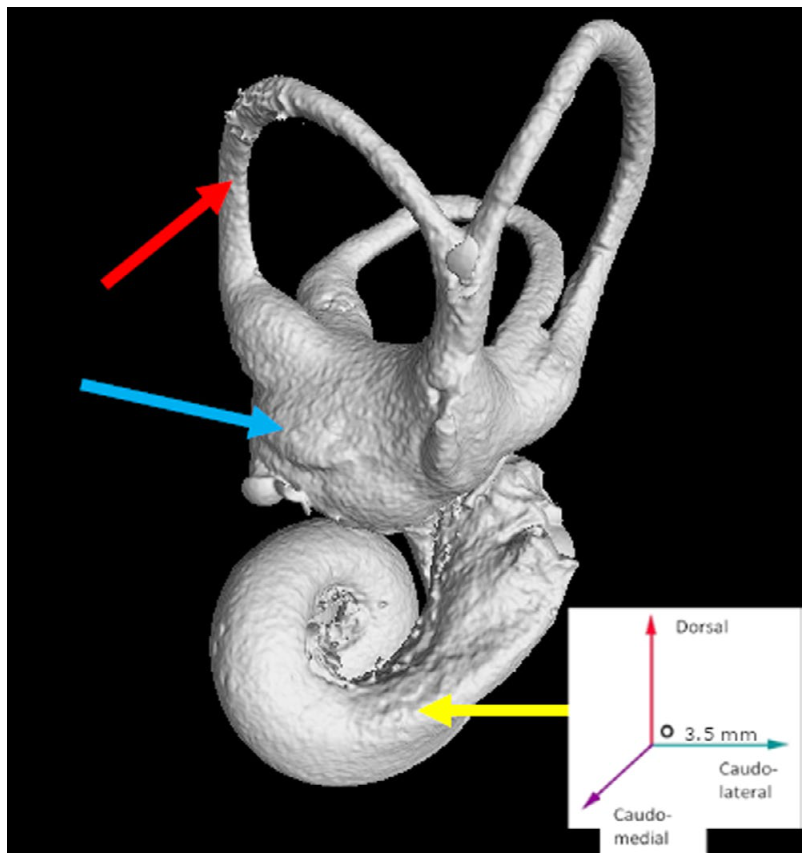 Dorsal
O 3.5 mm
Caudo-
lateral
Caudo-
medial